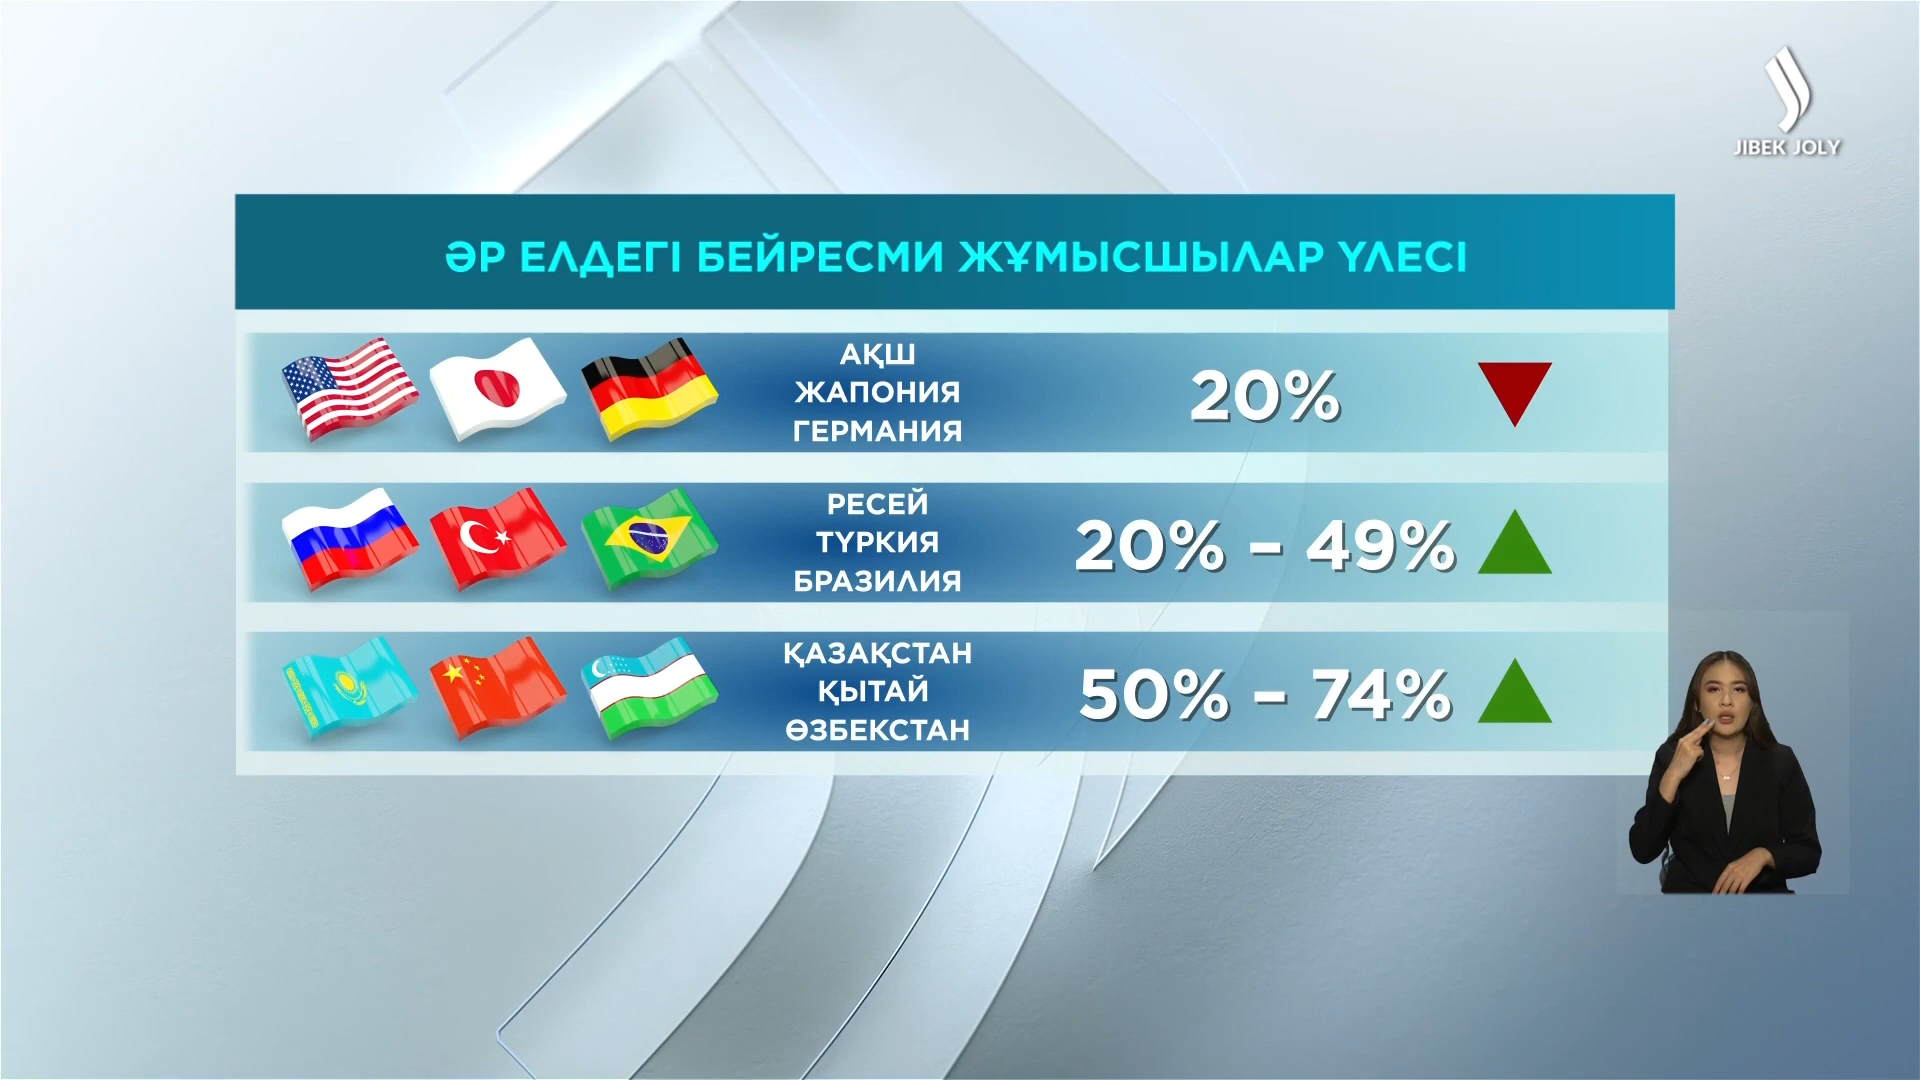 JIBEK JOLY
ӘР ЕЛДЕГІ БЕЙРЕСМИ ЖҰМЫСШЫЛАР ҮЛЕСІ
АҚШ
ЖАПОНИЯ
ГЕРМАНИЯ
20%
РЕСЕЙ
ТҮРКИЯ
БРАЗИЛИЯ
20% – 49%
ҚАЗАҚСТАН
ҚЫТАЙ
ӨЗБЕКСТАН
50% – 74%